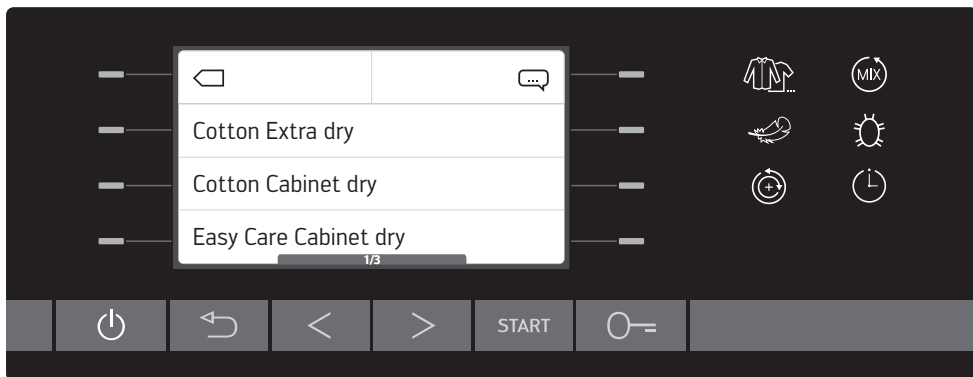 ...
MIX
Cotton Extra dry
...
Cotton Cabinet dry
Easy Care Cabinet dry
1/3
START